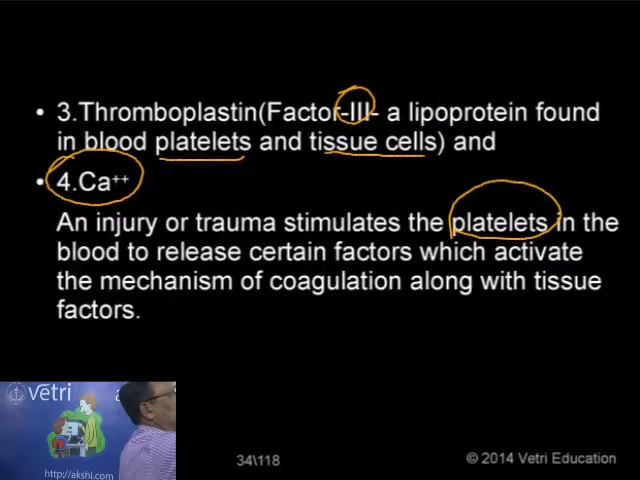 • 3.Thromboplastin(Factor-III- a lipoprotein found
in blood platelets and tissue cells) and
• 4.Ca⁺⁺
An injury or trauma stimulates the platelets in the
blood to release certain factors which activate
the mechanism of coagulation along with tissue
factors.
vetri a
http://akshi.com
34\118
© 2014 Vetri Education